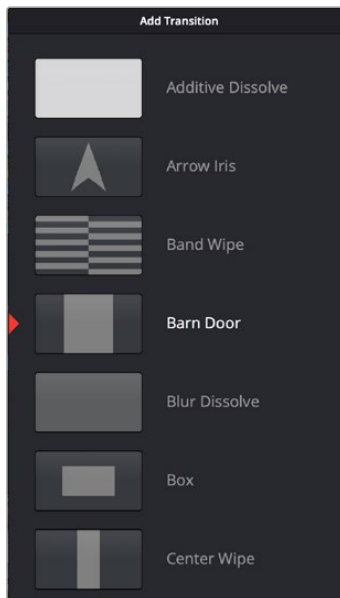 Add Transition
Additive Dissolve
Arrow Iris
Band Wipe
Barn Door
Blur Dissolve
Box
Center Wipe